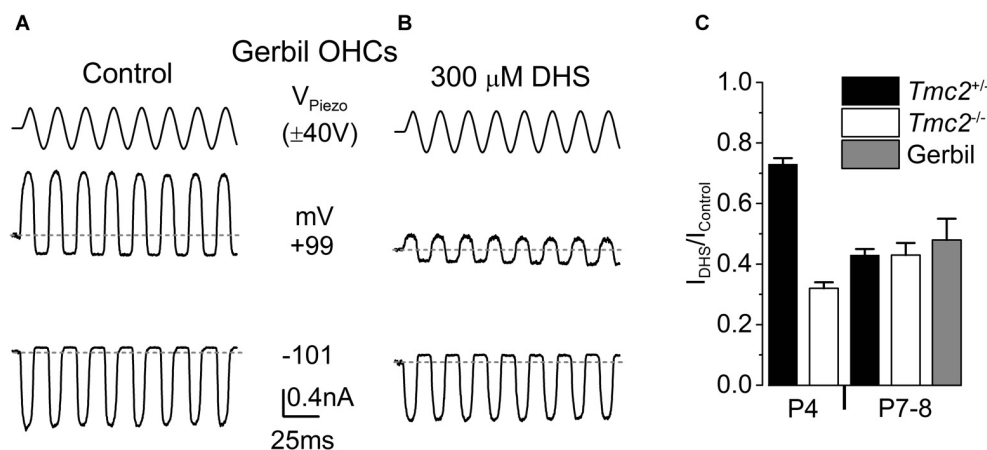 A
B
C
Gerbil OHCs
Control
300 µM DHS
V_Piezo
(±40V)
mV
+99
-101
0.4nA
25ms
I_DHS/I_Control
1.0
0.8
0.6
0.4
0.2
0.0
Tmc2+/-
Tmc2-/-
Gerbil
P4
P7-8